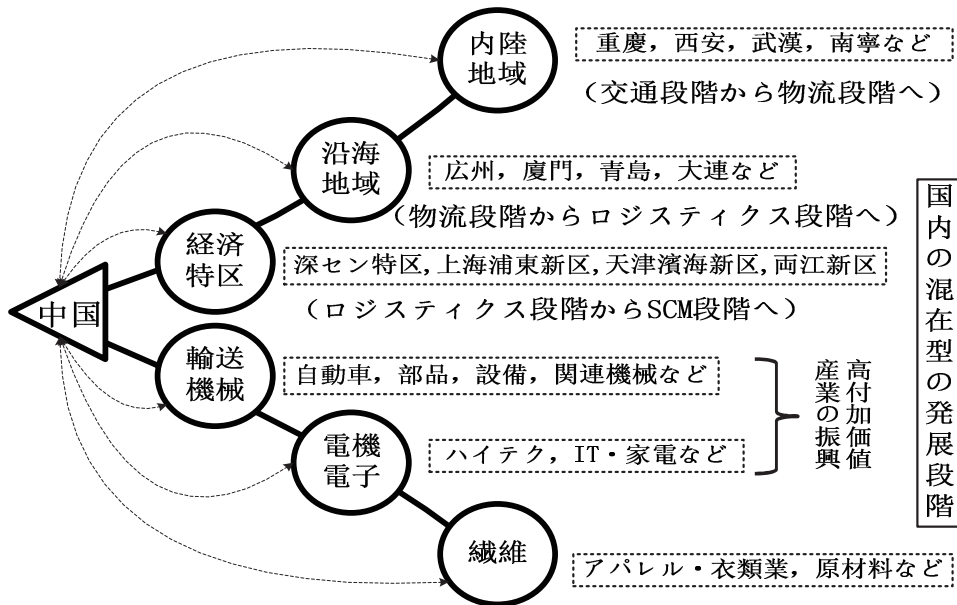 内陸
地域
重慶，西安，武漢，南寧など
（交通段階から物流段階へ）
沿海
地域
広州，廈門，青島，大連など
（物流段階からロジスティクス段階へ）
経済
特区
深セン特区,上海浦東新区,天津濱海新区,両江新区
（ロジスティクス段階からSCM段階へ）
中国
輸送
機械
自動車，部品，設備，関連機械など
電機
電子
ハイテク，IT・家電など
高付加価値
産業の振興
繊維
アパレル・衣類業，原材料など
国内の混在型の発展段階